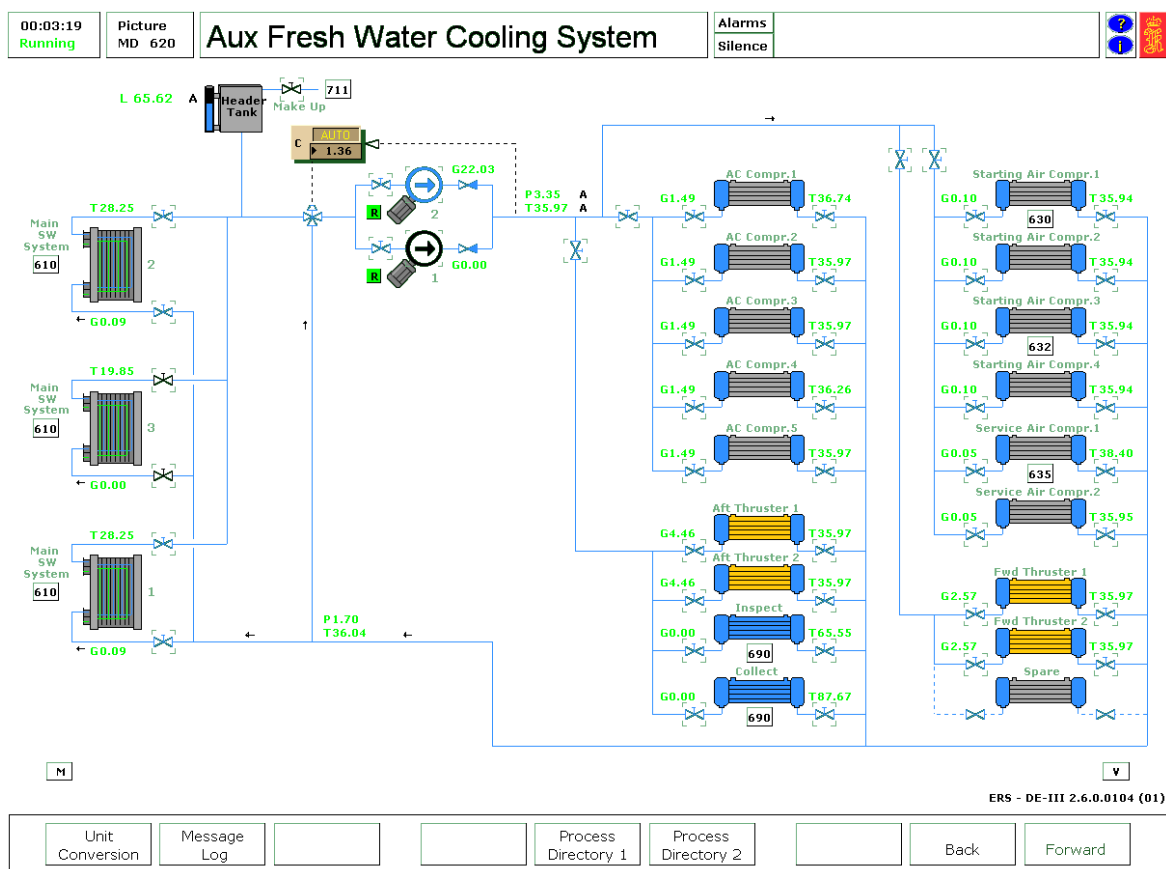 00:03:19
Running
Picture
MD 620
Aux Fresh Water Cooling System
Alarms
Silence
?
i
L 65.62
A
Header
Tank
711
Make Up
C
AUTO
1.36
G22.03
2
R
P3.35 A
T35.97 A
1
R
G0.00
T28.25
Main
SW
System
610
2
G0.09
T19.85
Main
SW
System
610
3
G0.00
T28.25
Main
SW
System
610
1
G0.09
P1.70
T36.04
AC Compr.1
G1.49
T36.74
AC Compr.2
G1.49
T35.97
AC Compr.3
G1.49
T35.97
AC Compr.4
G1.49
T36.26
AC Compr.5
G1.49
T35.97
Aft Thruster 1
G4.46
T35.97
Aft Thruster 2
G4.46
T35.97
Inspect
G0.00
T65.55
690
Collect
G0.00
T87.67
690
Starting Air Compr.1
G0.10
T35.94
630
Starting Air Compr.2
G0.10
T35.94
Starting Air Compr.3
G0.10
T35.94
632
Starting Air Compr.4
G0.10
T35.94
Service Air Compr.1
G0.05
T38.40
635
Service Air Compr.2
G0.05
T35.95
Fwd Thruster 1
G2.57
T35.97
Fwd Thruster 2
G2.57
T35.97
Spare
M
V
ERS - DE-III 2.6.0.0104 (01)
Unit
Conversion
Message
Log
Process
Directory 1
Process
Directory 2
Back
Forward